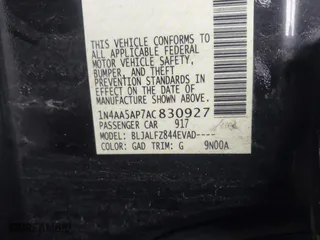 THIS VEHICLE CONFORMS TO
ALL APPLICABLE FEDERAL
MOTOR VEHICLE SAFETY,
BUMPER, AND THEFT
PREVENTION STANDARDS
IN EFFECT ON THE DATE OF
MANUFACTURE SHOWN ABOVE.
1N4AA5AP7AC830927
PASSENGER CAR 917
MODEL: BLJALFZ844EVAD----
COLOR: GAD TRIM: G 9N00A